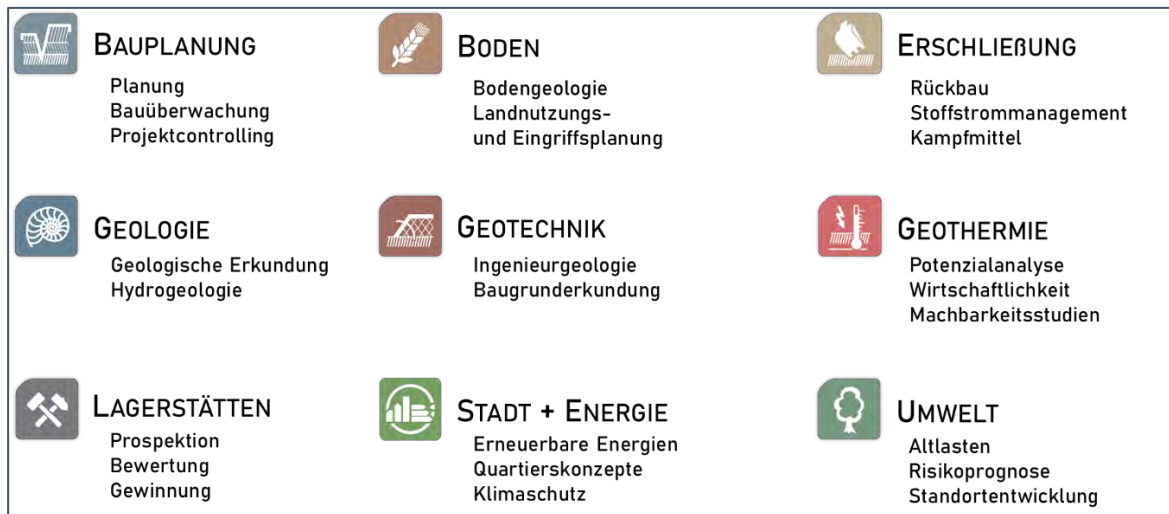 BAUPLANUNG
Planung
Bauüberwachung
Projektcontrolling
BODEN
Bodengeologie
Landnutzungs-
und Eingriffsplanung
ERSCHLIEßUNG
Rückbau
Stoffstrommanagement
Kampfmittel
GEOLOGIE
Geologische Erkundung
Hydrogeologie
GEOTECHNIK
Ingenieurgeologie
Baugrunderkundung
GEOTHERMIE
Potenzialanalyse
Wirtschaftlichkeit
Machbarkeitsstudien
LAGERSTÄTTEN
Prospektion
Bewertung
Gewinnung
STADT + ENERGIE
Erneuerbare Energien
Quartierskonzepte
Klimaschutz
UMWELT
Altlasten
Risikoprognose
Standortentwicklung